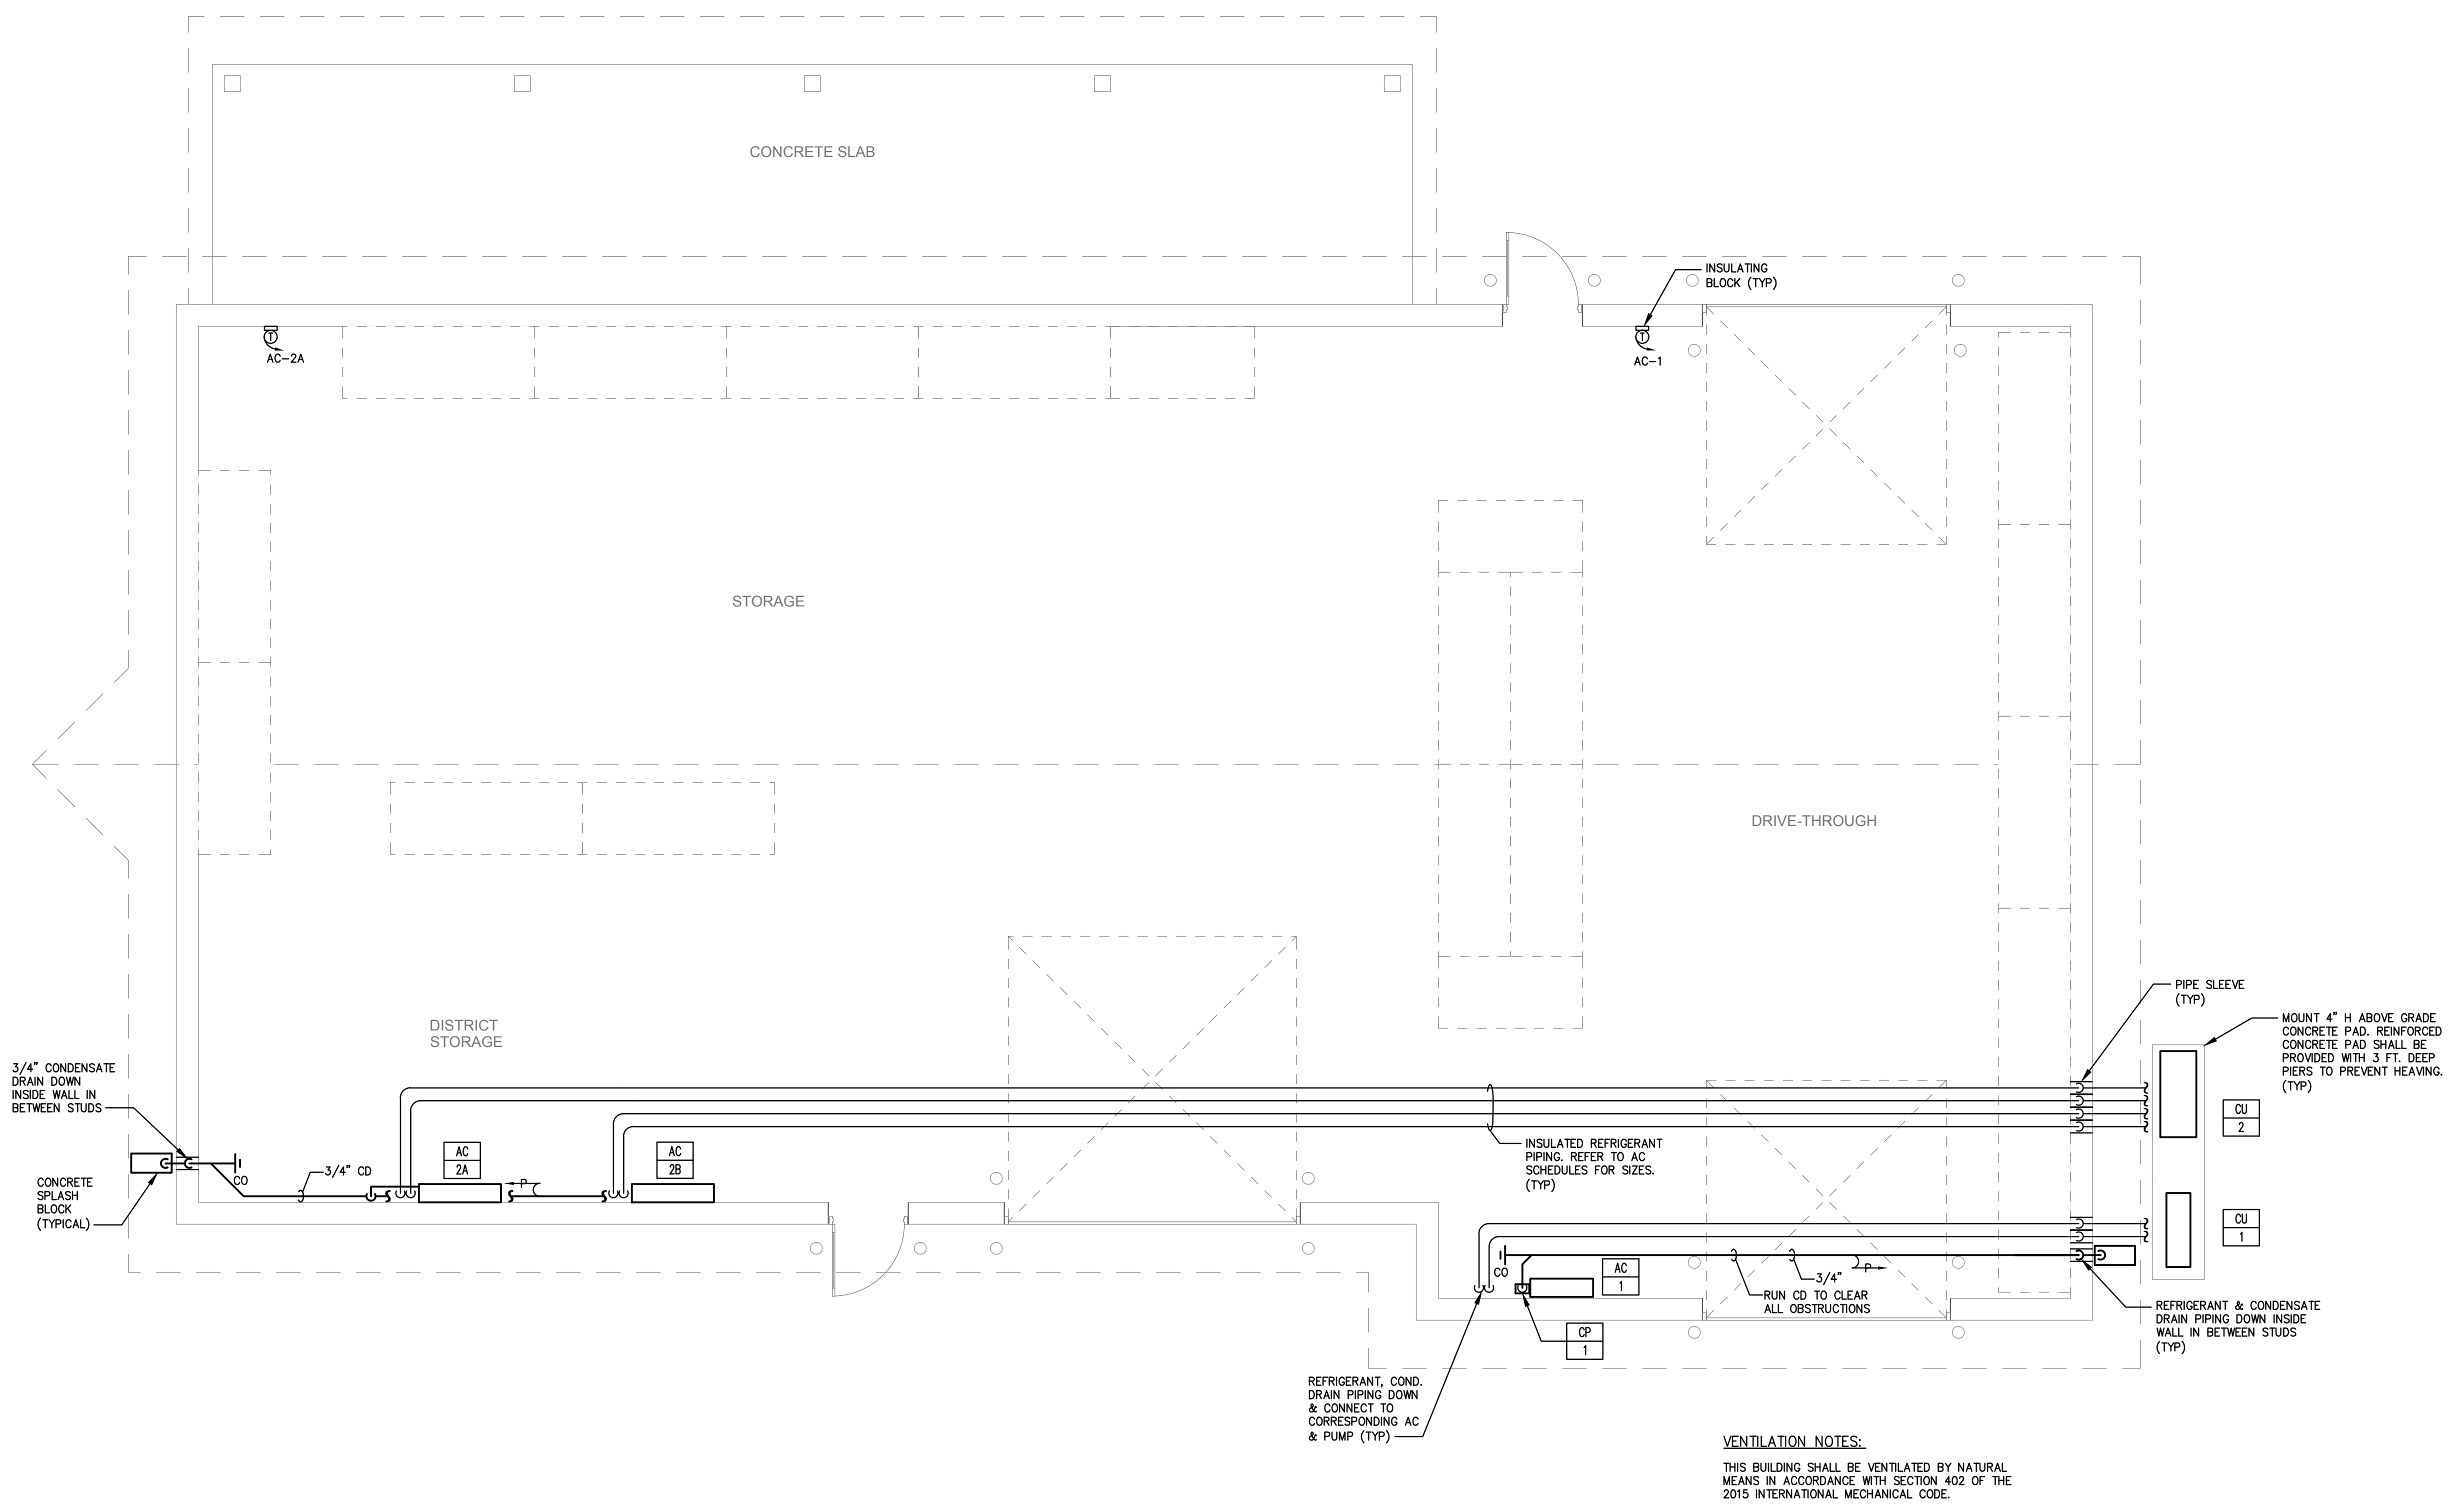 CONCRETE SLAB
INSULATING
BLOCK (TYP)
T
AC-2A
T
AC-1
STORAGE
DRIVE-THROUGH
PIPE SLEEVE
(TYP)
MOUNT 4" H ABOVE GRADE
CONCRETE PAD. REINFORCED
CONCRETE PAD SHALL BE
PROVIDED WITH 3 FT. DEEP
PIERS TO PREVENT HEAVING.
(TYP)
DISTRICT
STORAGE
3/4" CONDENSATE
DRAIN DOWN
INSIDE WALL IN
BETWEEN STUDS
CU
2
AC
2A
AC
2B
INSULATED REFRIGERANT
PIPING. REFER TO AC
SCHEDULES FOR SIZES.
(TYP)
3/4" CD
CO
P
CONCRETE
SPLASH
BLOCK
(TYPICAL)
CU
1
CO
AC
1
3/4"
P
RUN CD TO CLEAR
ALL OBSTRUCTIONS
REFRIGERANT & CONDENSATE
DRAIN PIPING DOWN INSIDE
WALL IN BETWEEN STUDS
(TYP)
CP
1
REFRIGERANT, COND.
DRAIN PIPING DOWN
& CONNECT TO
CORRESPONDING AC
& PUMP (TYP)
VENTILATION NOTES:
THIS BUILDING SHALL BE VENTILATED BY NATURAL
MEANS IN ACCORDANCE WITH SECTION 402 OF THE
2015 INTERNATIONAL MECHANICAL CODE.